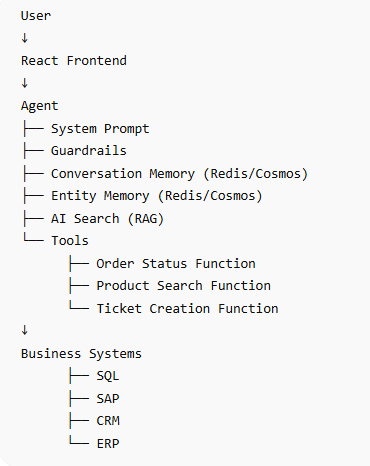 User
↓
React Frontend
↓
Agent
├── System Prompt
├── Guardrails
├── Conversation Memory (Redis/Cosmos)
├── Entity Memory (Redis/Cosmos)
├── AI Search (RAG)
└── Tools
      ├── Order Status Function
      ├── Product Search Function
      └── Ticket Creation Function
↓
Business Systems
      ├── SQL
      ├── SAP
      ├── CRM
      └── ERP